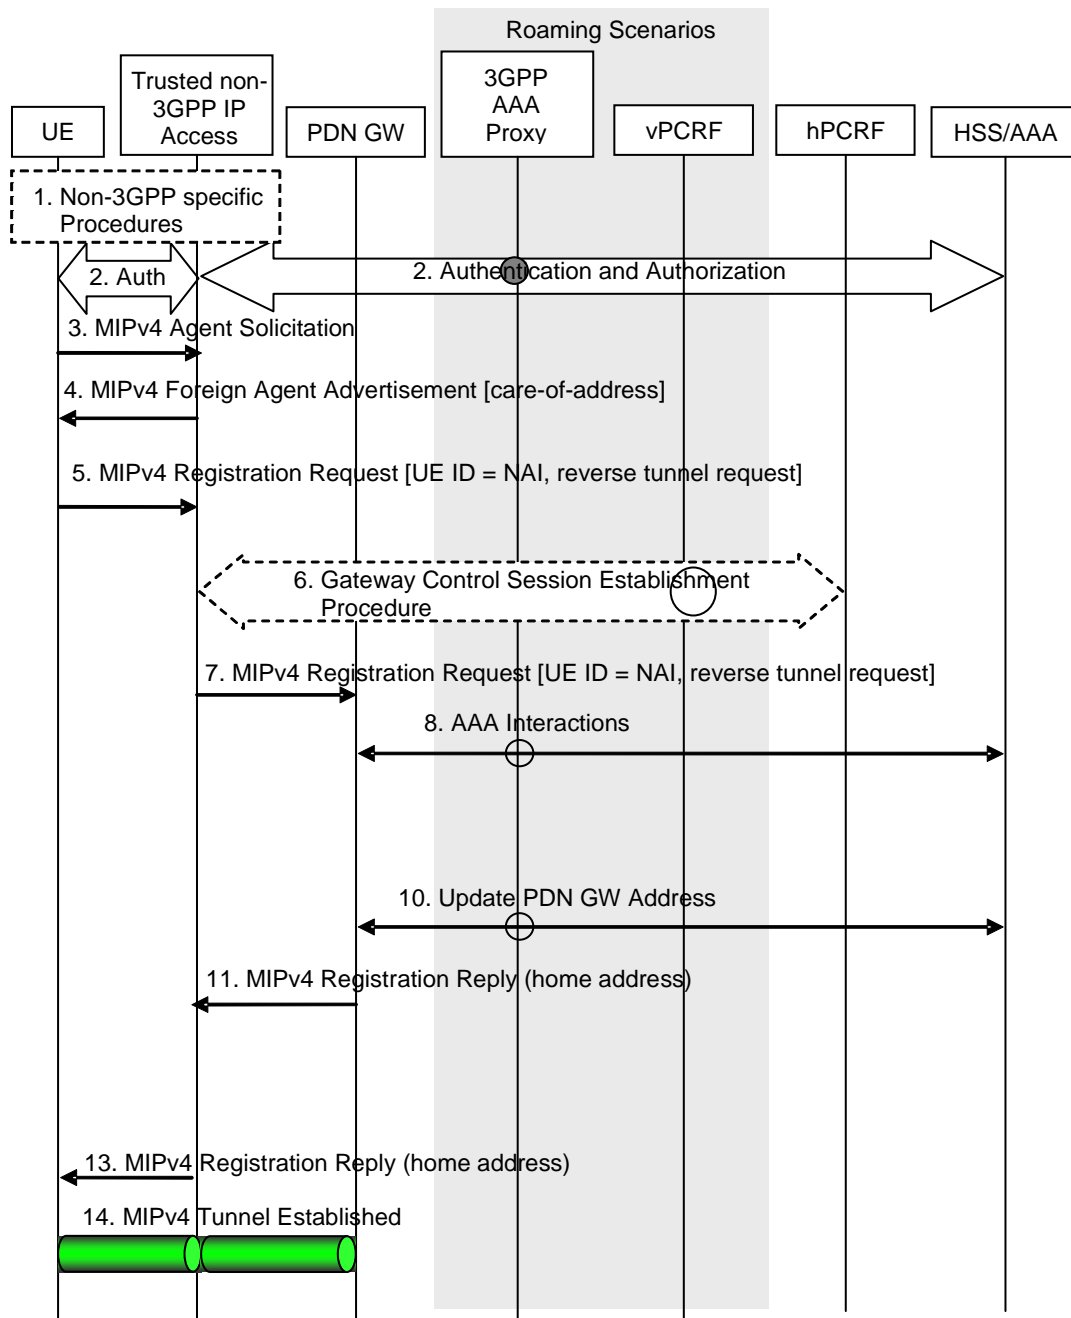 Roaming Scenarios
UE
Trusted non-
3GPP IP
Access
PDN GW
3GPP
AAA
Proxy
vPCRF
hPCRF
HSS/AAA
1. Non-3GPP specific
Procedures
2. Auth
2. Authentication and Authorization
3. MIPv4 Agent Solicitation
4. MIPv4 Foreign Agent Advertisement [care-of-address]
5. MIPv4 Registration Request [UE ID = NAI, reverse tunnel request]
6. Gateway Control Session Establishment
Procedure
7. MIPv4 Registration Request [UE ID = NAI, reverse tunnel request]
8. AAA Interactions
10. Update PDN GW Address
11. MIPv4 Registration Reply (home address)
13. MIPv4 Registration Reply (home address)
14. MIPv4 Tunnel Established